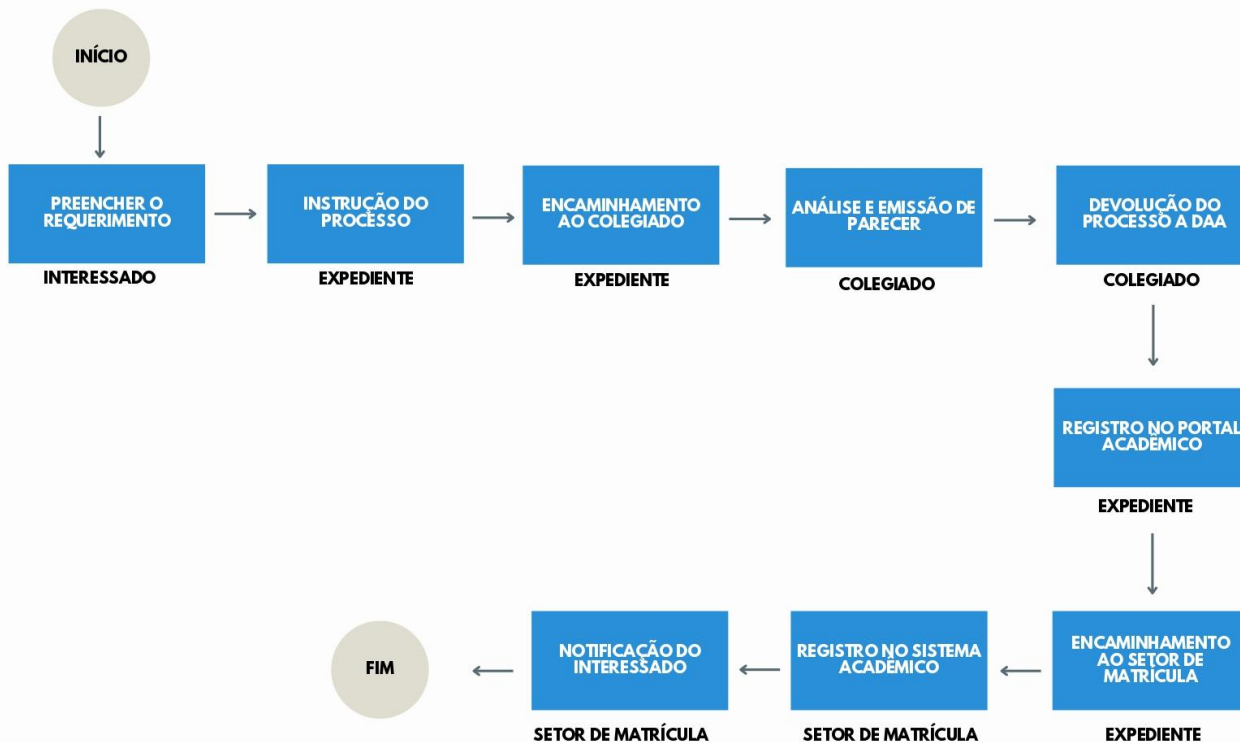 INÍCIO
PREENCHER O
REQUERIMENTO
INTERESSADO
INSTRUÇÃO DO
PROCESSO
EXPEDIENTE
ENCAMINHAMENTO
AO COLEGIADO
EXPEDIENTE
ANÁLISE E EMISSÃO DE
PARECER
COLEGIADO
DEVOLUÇÃO DO
PROCESSO A DAA
COLEGIADO
REGISTRO NO PORTAL
ACADÊMICO
EXPEDIENTE
ENCAMINHAMENTO
AO SETOR DE
MATRÍCULA
EXPEDIENTE
REGISTRO NO SISTEMA
ACADÊMICO
SETOR DE MATRÍCULA
NOTIFICAÇÃO DO
INTERESSADO
SETOR DE MATRÍCULA
FIM